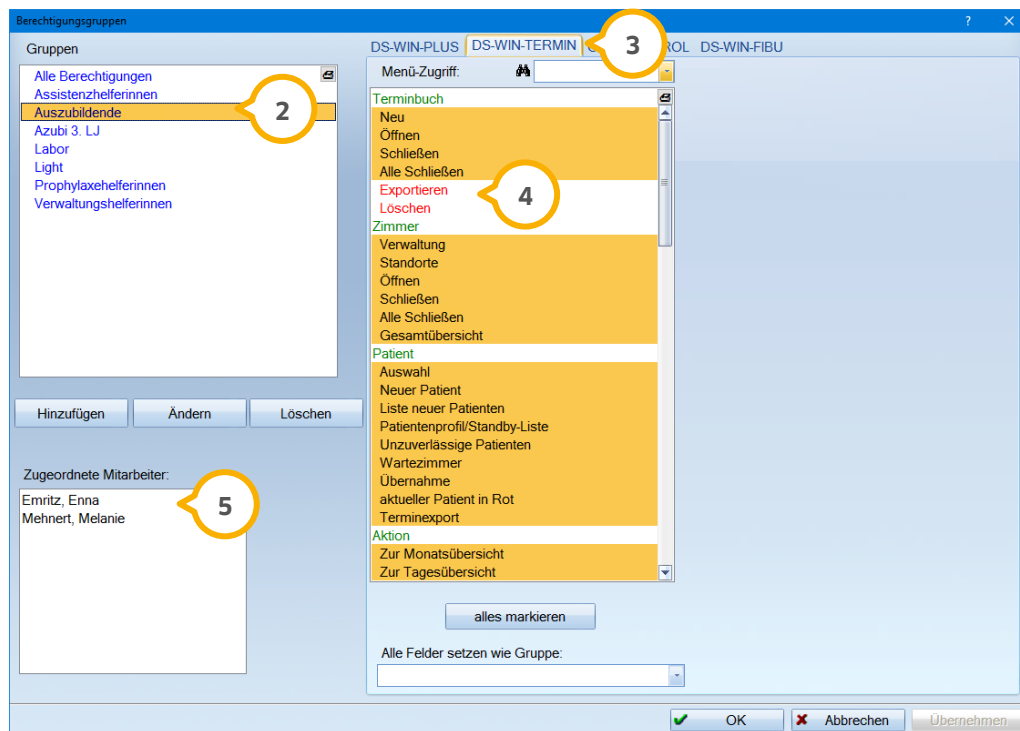 Berechtigungsgruppen
?
Gruppen
Alle Berechtigungen
Assistenzhelferinnen
Auszubildende
Azubi 3. LJ
Labor
Light
Prophylaxehelferinnen
Verwaltungshelferinnen
2
Hinzufügen Ändern Löschen
Zugeordnete Mitarbeiter:
Emritz, Enna
Mehnert, Melanie
5
DS-WIN-PLUS DS-WIN-TERMIN 3 ROL DS-WIN-FIBU
Menü-Zugriff:
Terminbuch
Neu
Öffnen
Schließen
Alle Schließen
Exportieren
Löschen
4
Zimmer
Verwaltung
Standorte
Öffnen
Schließen
Alle Schließen
Gesamtübersicht
Patient
Auswahl
Neuer Patient
Liste neuer Patienten
Patientenprofil/Standby-Liste
Unzuverlässige Patienten
Wartezimmer
Übernahme
aktueller Patient in Rot
Terminexport
Aktion
Zur Monatsübersicht
Zur Tagesübersicht
alles markieren
Alle Felder setzen wie Gruppe:
OK Abbrechen Übernehmen